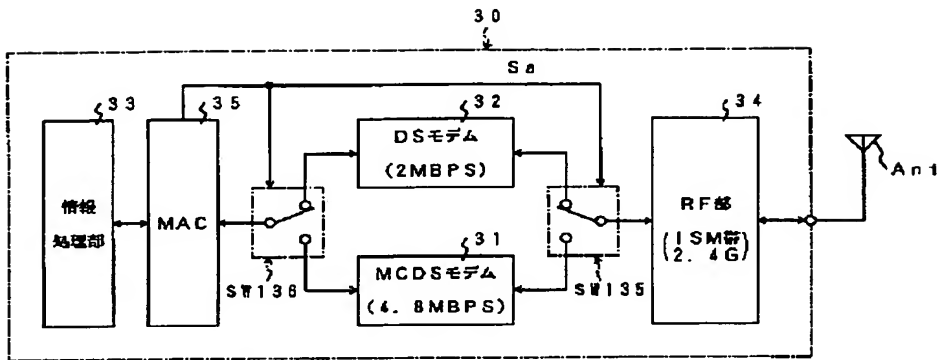 30
Sa
33
35
32
34
DSモデム
(2MBPS)
Ant
情報
処理部
MAC
RF部
(ISM帯)
(2.4G)
31
MCDSモデム
(4.8MBPS)
SW136
SW135